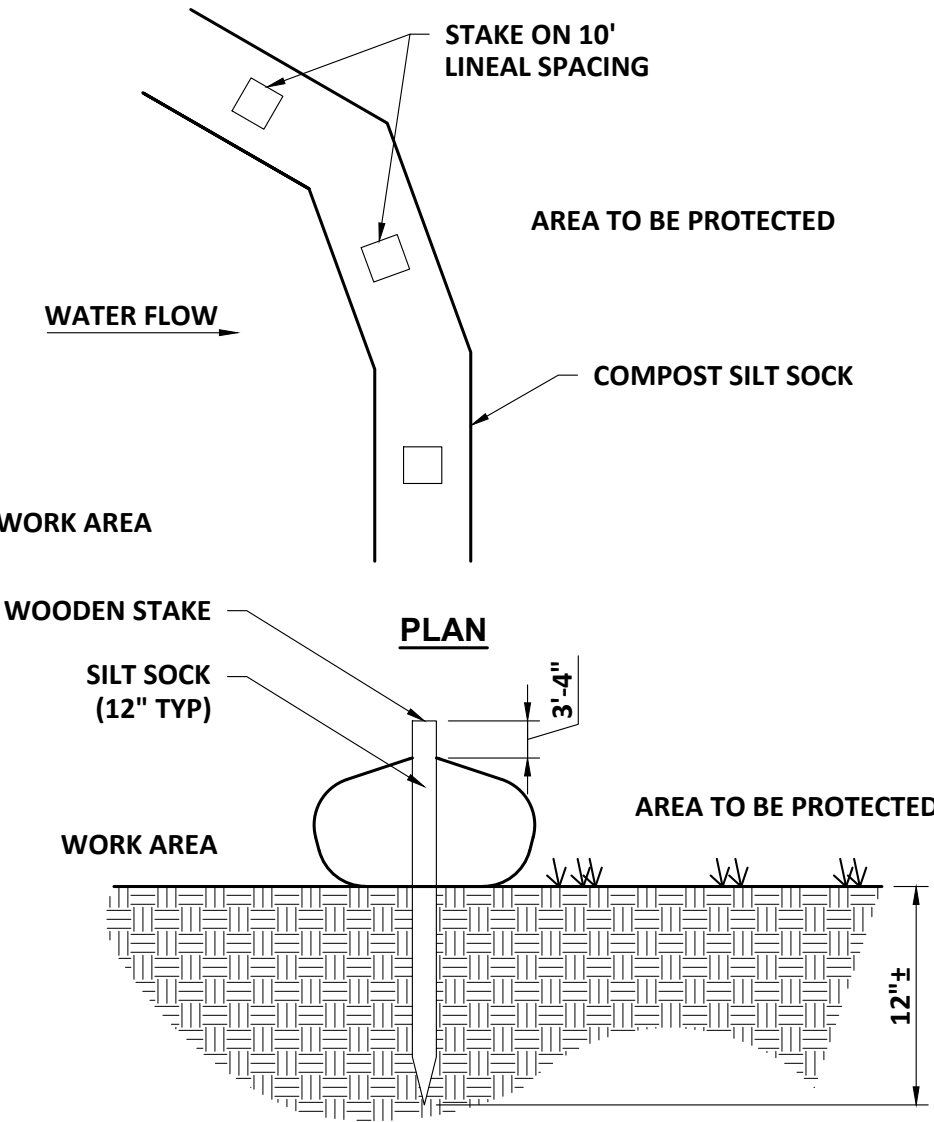 STAKE ON 10'
LINEAL SPACING
AREA TO BE PROTECTED
WATER FLOW
COMPOST SILT SOCK
WORK AREA
PLAN
WOODEN STAKE
SILT SOCK
(12" TYP)
3'-4"
AREA TO BE PROTECTED
WORK AREA
12"±